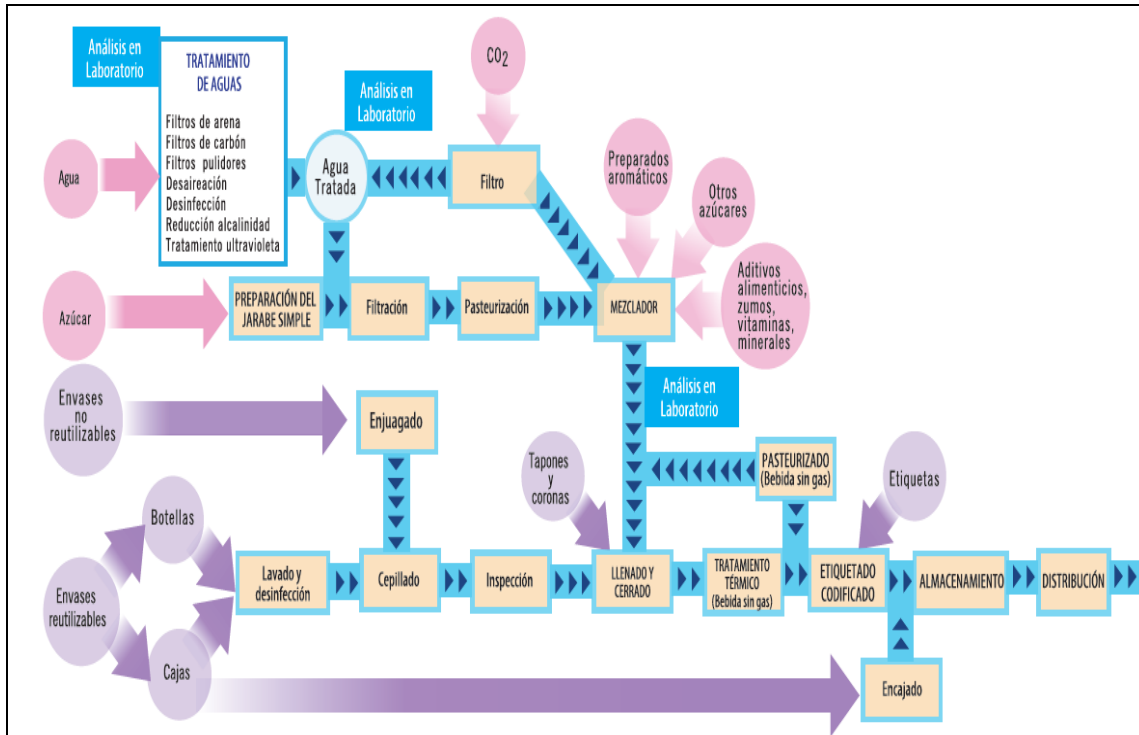 Análisis en
Laboratorio
TRATAMIENTO
DE AGUAS
Filtros de arena
Filtros de carbón
Filtros pulidores
Desaireación
Desinfección
Reducción alcalinidad
Tratamiento ultravioleta
Agua
Análisis en
Laboratorio
Agua
Tratada
CO2
Filtro
Preparados
aromáticos
Otros
azúcares
Aditivos
alimenticios,
zumos,
vitaminas,
minerales
Azúcar
PREPARACIÓN DEL
JARABE SIMPLE
Filtración
Pasteurización
MEZCLADOR
Análisis en
Laboratorio
Envases
no
reutilizables
Enjuagado
Tapones
y
coronas
PASTEURIZADO
(Bebida sin gas)
Etiquetas
Botellas
Envases
reutilizables
Cajas
Lavado y
desinfección
Cepillado
Inspección
LLENADO Y
CERRADO
TRATAMIENTO
TÉRMICO
(Bebida sin gas)
ETIQUETADO
CODIFICADO
ALMACENAMIENTO
DISTRIBUCIÓN
Encajado